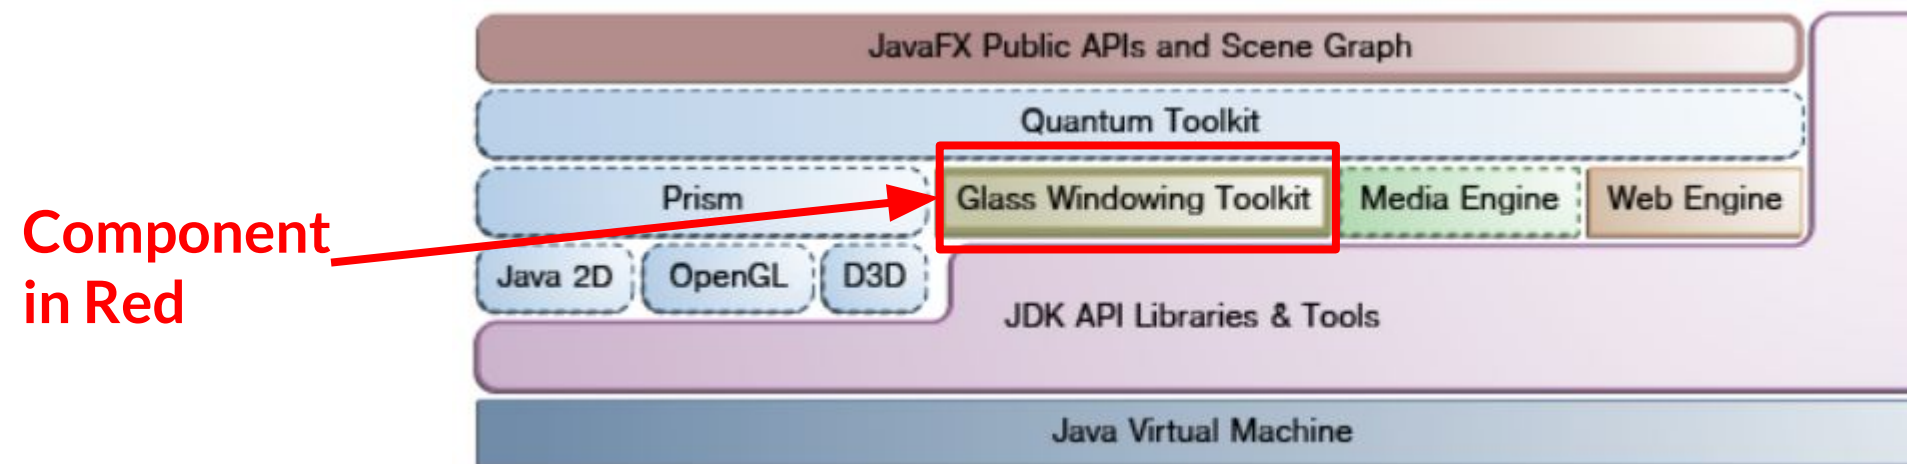 JavaFX Public APIs and Scene Graph
Quantum Toolkit
Prism
Glass Windowing Toolkit
Media Engine
Web Engine
Component
in Red
Java 2D
OpenGL
D3D
JDK API Libraries & Tools
Java Virtual Machine